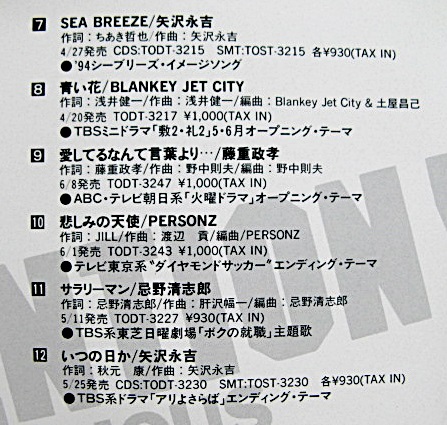 7 SEA BREEZE/矢沢永吉
作詞：ちあき哲也/作曲：矢沢永吉
4/27発売 CDS:TODT-3215 SMT:TOST-3215 各¥930(TAX IN)
●'94シーブリーズ・イメージソング
8 青い花/BLANKEY JET CITY
作詞：浅井健一/作曲：浅井健一/編曲：Blankey Jet City & 土屋昌己
4/20発売 TODT-3217 ¥1,000(TAX IN)
●TBSミニドラマ「敷2・礼2」5・6月オープニング・テーマ
9 愛してるなんて言葉より…/藤重政孝
作詞：藤重政孝/作曲：野中則夫/編曲：野中則夫
6/8発売 TODT-3247 ¥1,000(TAX IN)
●ABC・テレビ朝日系「火曜ドラマ」オープニング・テーマ
10 悲しみの天使/PERSONZ
作詞：JILL/作曲：渡辺 貢/編曲/PERSONZ
6/1発売 TODT-3243 ¥1,000(TAX IN)
●テレビ東京系“ダイヤモンドサッカー”エンディング・テーマ
11 サラリーマン/忌野清志郎
作詞：忌野清志郎/作曲：肝沢幅一/編曲：忌野清志郎
5/11発売 TODT-3227 ¥930(TAX IN)
●TBS系東芝日曜劇場「ボクの就職」主題歌
12 いつの日か/矢沢永吉
作詞：秋元 康/作曲：矢沢永吉
5/25発売 CDS:TODT-3230 SMT:TOST-3230 各¥930(TAX IN)
●TBS系ドラマ「アリよさらば」エンディング・テーマ